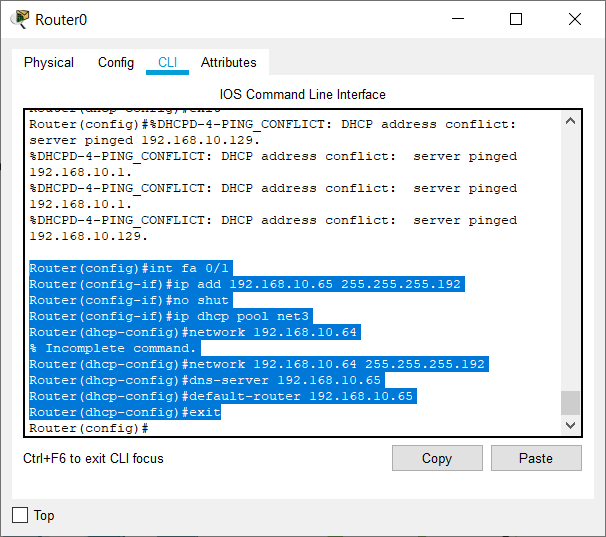 Router0
Physical Config CLI Attributes
IOS Command Line Interface
Router(dhcp-config)#exit
Router(config)#%DHCPD-4-PING_CONFLICT: DHCP address conflict:
server pinged 192.168.10.129.
%DHCPD-4-PING_CONFLICT: DHCP address conflict:  server pinged
192.168.10.1.
%DHCPD-4-PING_CONFLICT: DHCP address conflict:  server pinged
192.168.10.1.
%DHCPD-4-PING_CONFLICT: DHCP address conflict:  server pinged
192.168.10.129.
Router(config)#int fa 0/1
Router(config-if)#ip add 192.168.10.65 255.255.255.192
Router(config-if)#no shut
Router(config-if)#ip dhcp pool net3
Router(dhcp-config)#network 192.168.10.64
% Incomplete command.
Router(dhcp-config)#network 192.168.10.64 255.255.255.192
Router(dhcp-config)#dns-server 192.168.10.65
Router(dhcp-config)#default-router 192.168.10.65
Router(dhcp-config)#exit
Router(config)#
Ctrl+F6 to exit CLI focus
Copy
Paste
Top